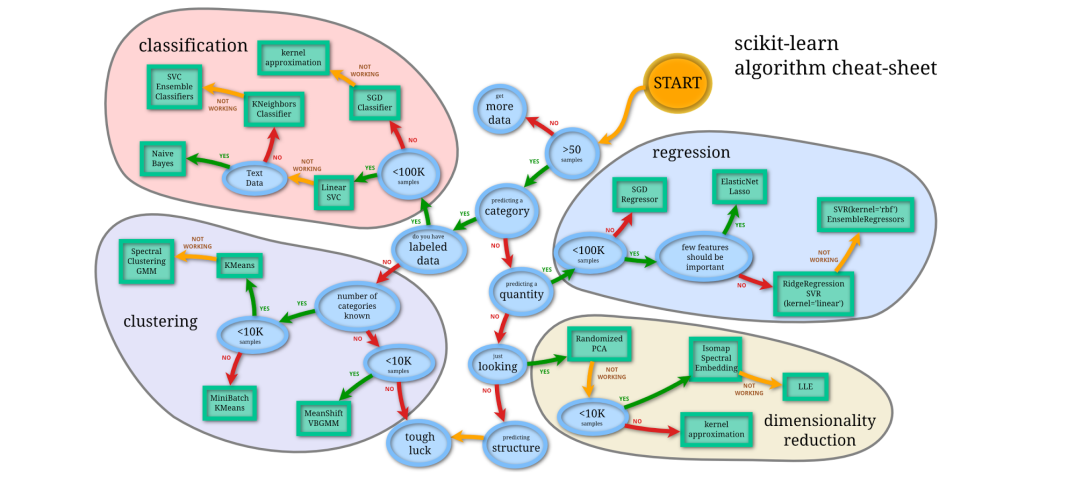 scikit-learn
algorithm cheat-sheet
START
classification
kernel
approximation
NOT
WORKING
SVC
Ensemble
Classifiers
NOT
WORKING
KNeighbors
Classifier
SGD
Classifier
NO
Naive
Bayes
YES
Text
Data
NO
NOT
WORKING
Linear
SVC
YES
<100K
samples
YES
get
more
data
NO
>50
samples
YES
predicting a
category
YES
NO
do you have
labeled
data
NO
predicting a
quantity
YES
NO
just
looking
YES
NO
predicting
structure
tough
luck
regression
SGD
Regressor
NO
<100K
samples
YES
ElasticNet
Lasso
YES
few features
should be
important
NO
SVR(kernel='rbf')
EnsembleRegressors
NOT
WORKING
RidgeRegression
SVR
(kernel='linear')
clustering
Spectral
Clustering
GMM
NOT
WORKING
KMeans
YES
<10K
samples
YES
NO
MiniBatch
KMeans
number of
categories
known
NO
<10K
samples
YES
NO
MeanShift
VBGMM
dimensionality
reduction
Randomized
PCA
NOT
WORKING
<10K
samples
YES
NO
Isomap
Spectral
Embedding
NOT
WORKING
LLE
kernel
approximation